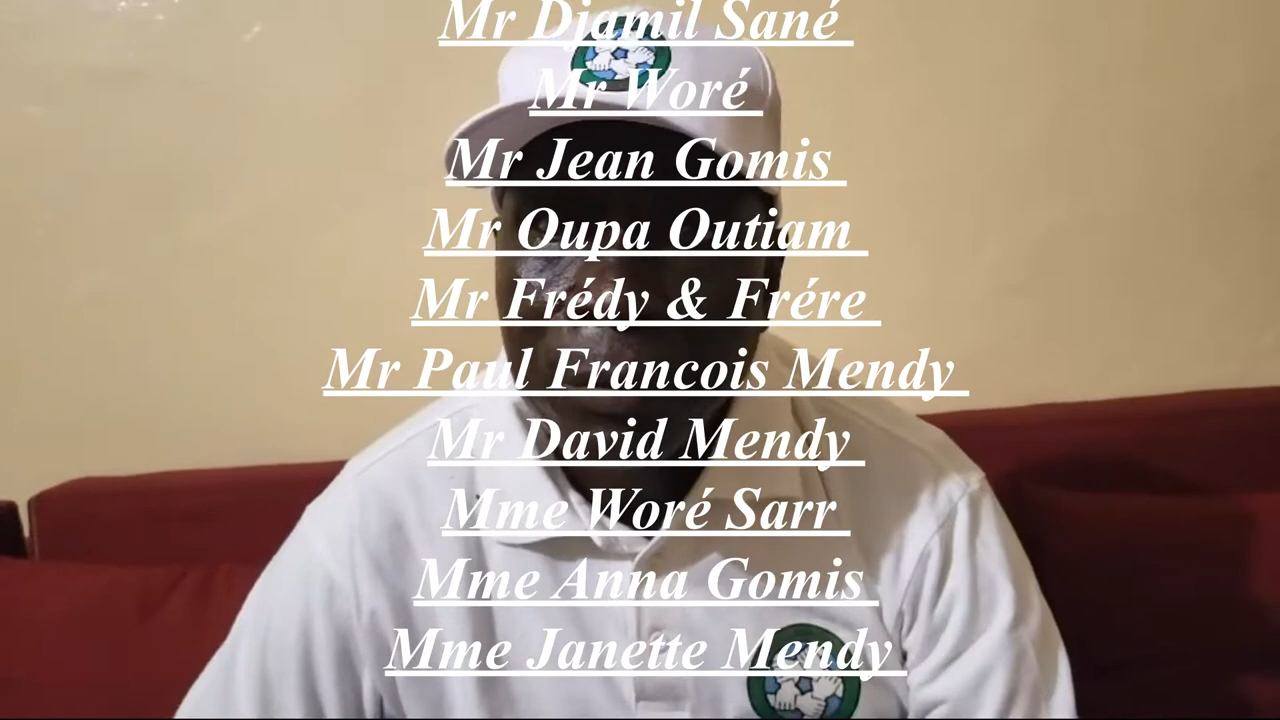 Mr Djamil Sané
Mr Woré
Mr Jean Gomis
Mr Oupa Outiam
Mr Frédy & Frére
Mr Paul Francois Mendy
Mr David Mendy
Mme Woré Sarr
Mme Anna Gomis
Mme Janette Mendy